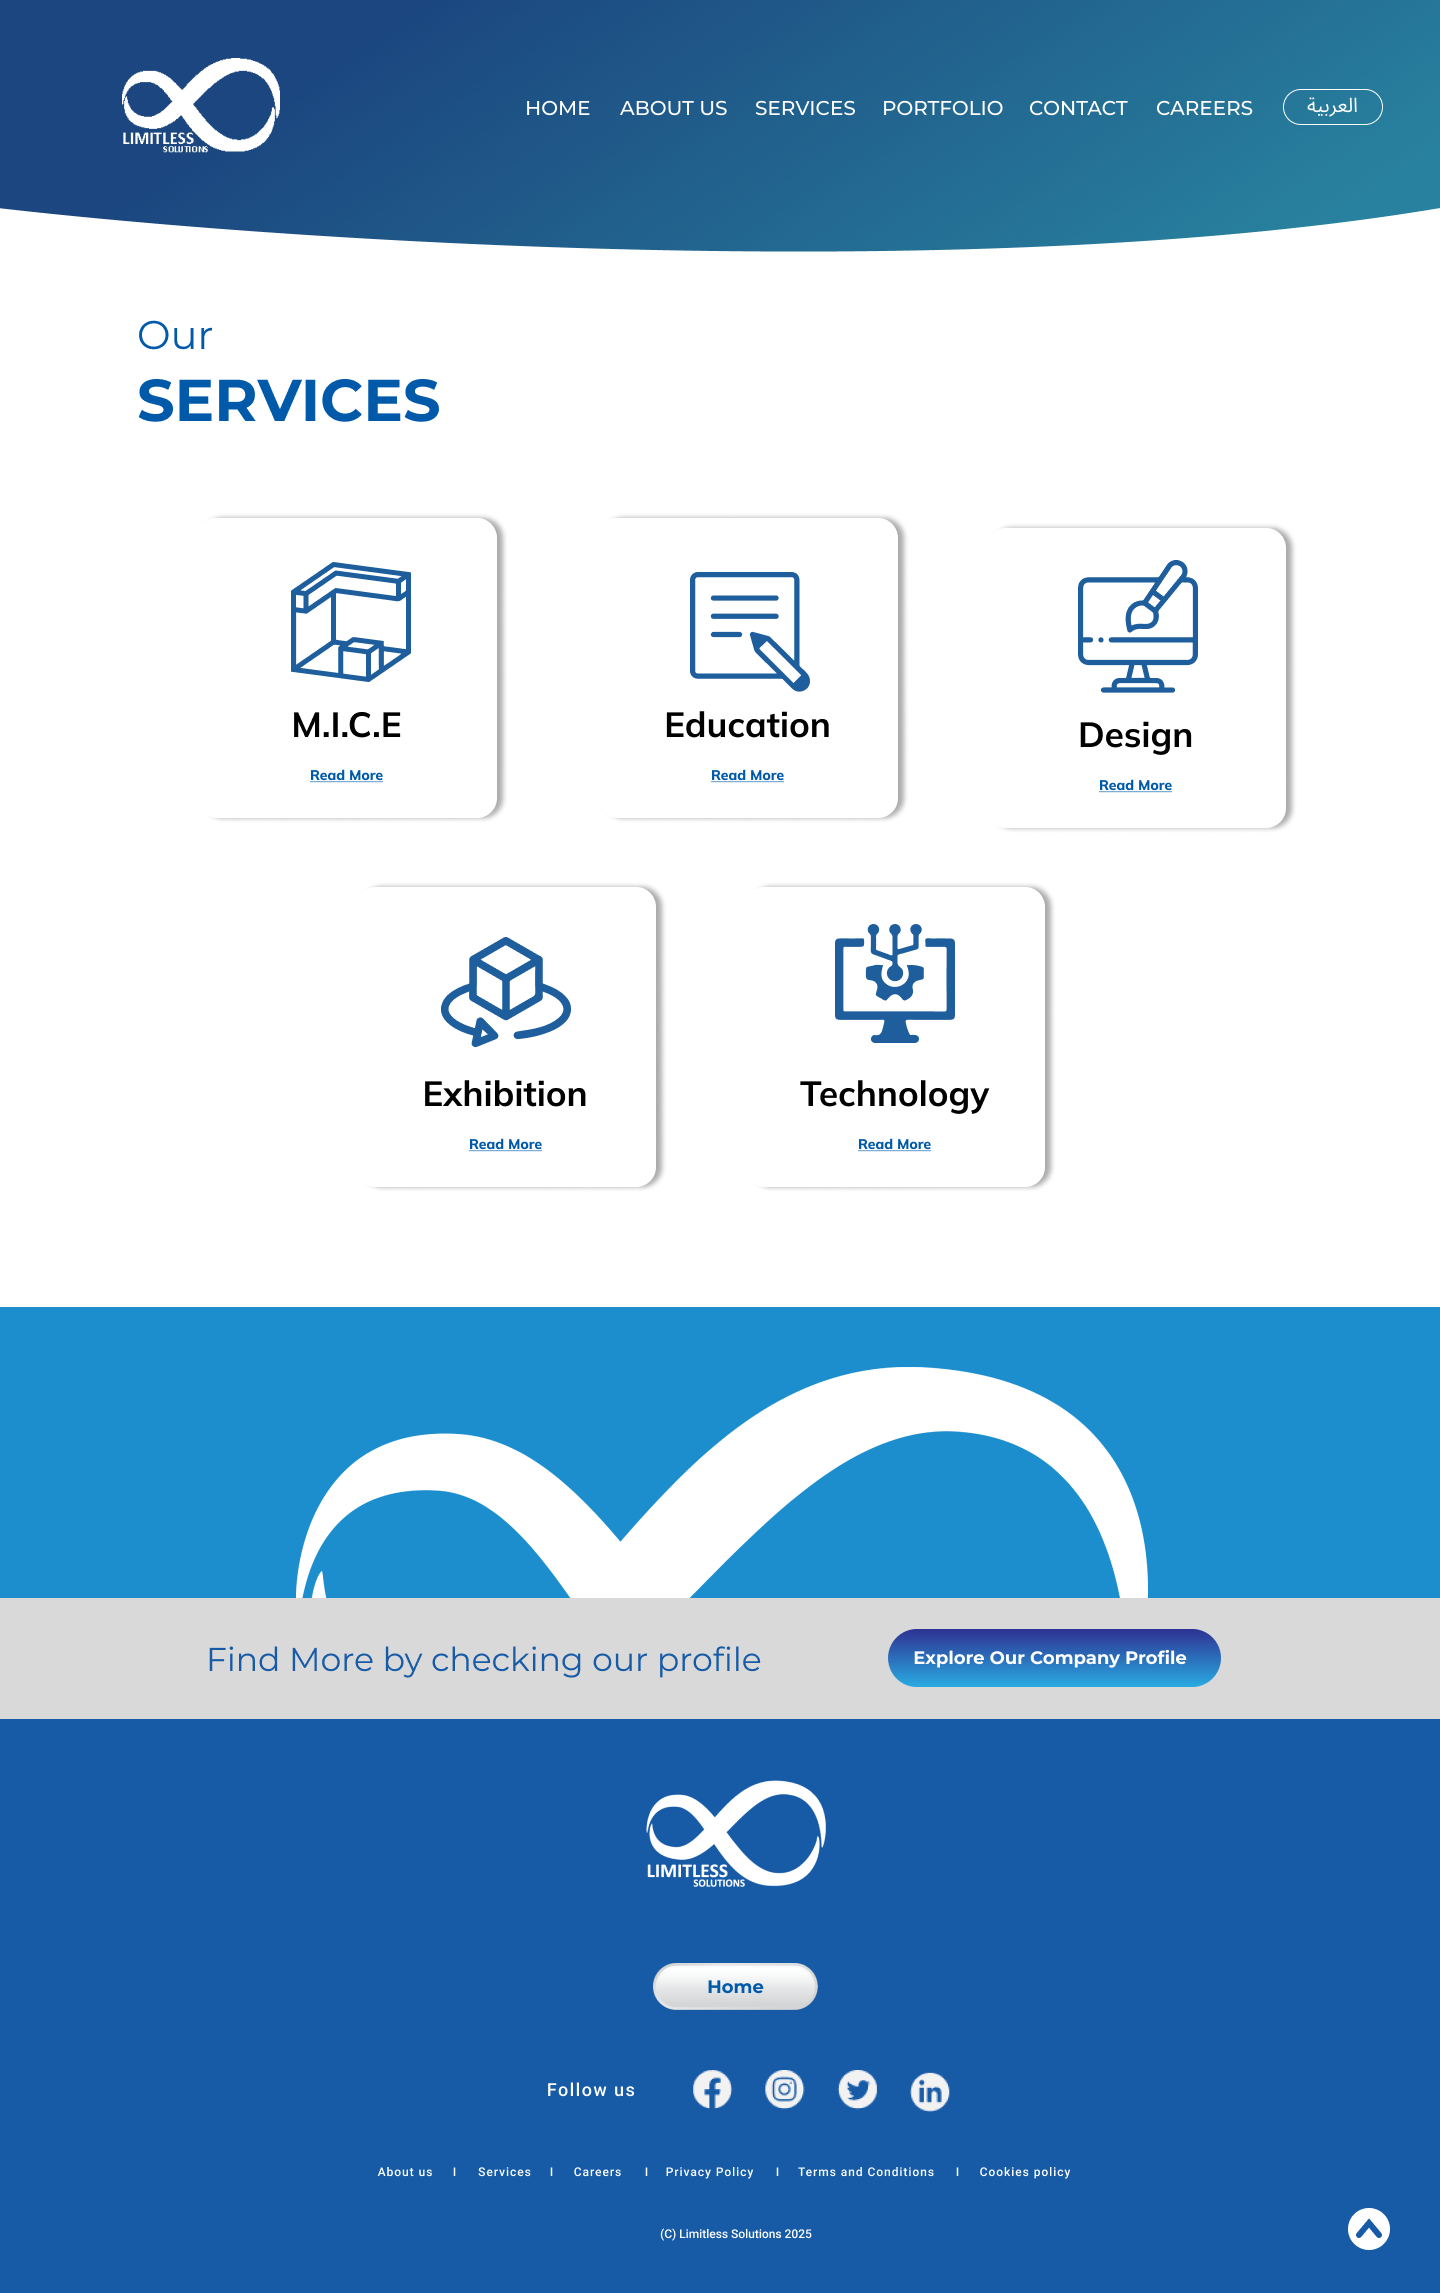 LIMITLESS
SOLUTIONS
HOME ABOUT US SERVICES PORTFOLIO CONTACT CAREERS العربية
Our
SERVICES
M.I.C.E
Read More
Education
Read More
Design
Read More
Exhibition
Read More
Technology
Read More
Find More by checking our profile
Explore Our Company Profile
LIMITLESS
SOLUTIONS
Home
Follow us
About us I Services I Careers I Privacy Policy I Terms and Conditions I Cookies policy
(C) Limitless Solutions 2025